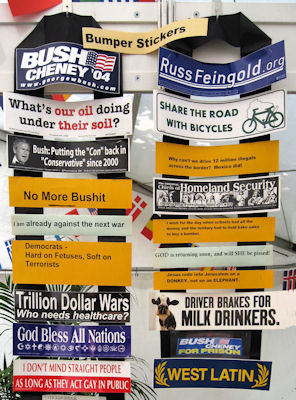 Bumper Stickers
BUSH
CHENEY '04
www.georgewbush.com
What's our oil doing
under their soil?
Bush: Putting the "Con" back in
"Conservative" since 2000
No More Bushit
I am already against the next war
Democrats -
Hard on Fetuses, Soft on
Terrorists
Trillion Dollar Wars
Who needs healthcare?
God Bless All Nations
I DON'T MIND STRAIGHT PEOPLE
AS LONG AS THEY ACT GAY IN PUBLIC
RussFeingold.org
SHARE THE ROAD
WITH BICYCLES
Why can't we drive 12 million illegals
across the border? Mexico did!
Homeland Security
I wish for the day when schools had all the
money and the military had to hold bake sales
to buy a bomber.
GOD is returning soon, and will SHE be pissed!
Jesus rode into Jerusalem on a
DONKEY, not on an ELEPHANT.
DRIVER BRAKES FOR
MILK DRINKERS.
BUSH
CHENEY
FOR PRISON
WEST LATIN.